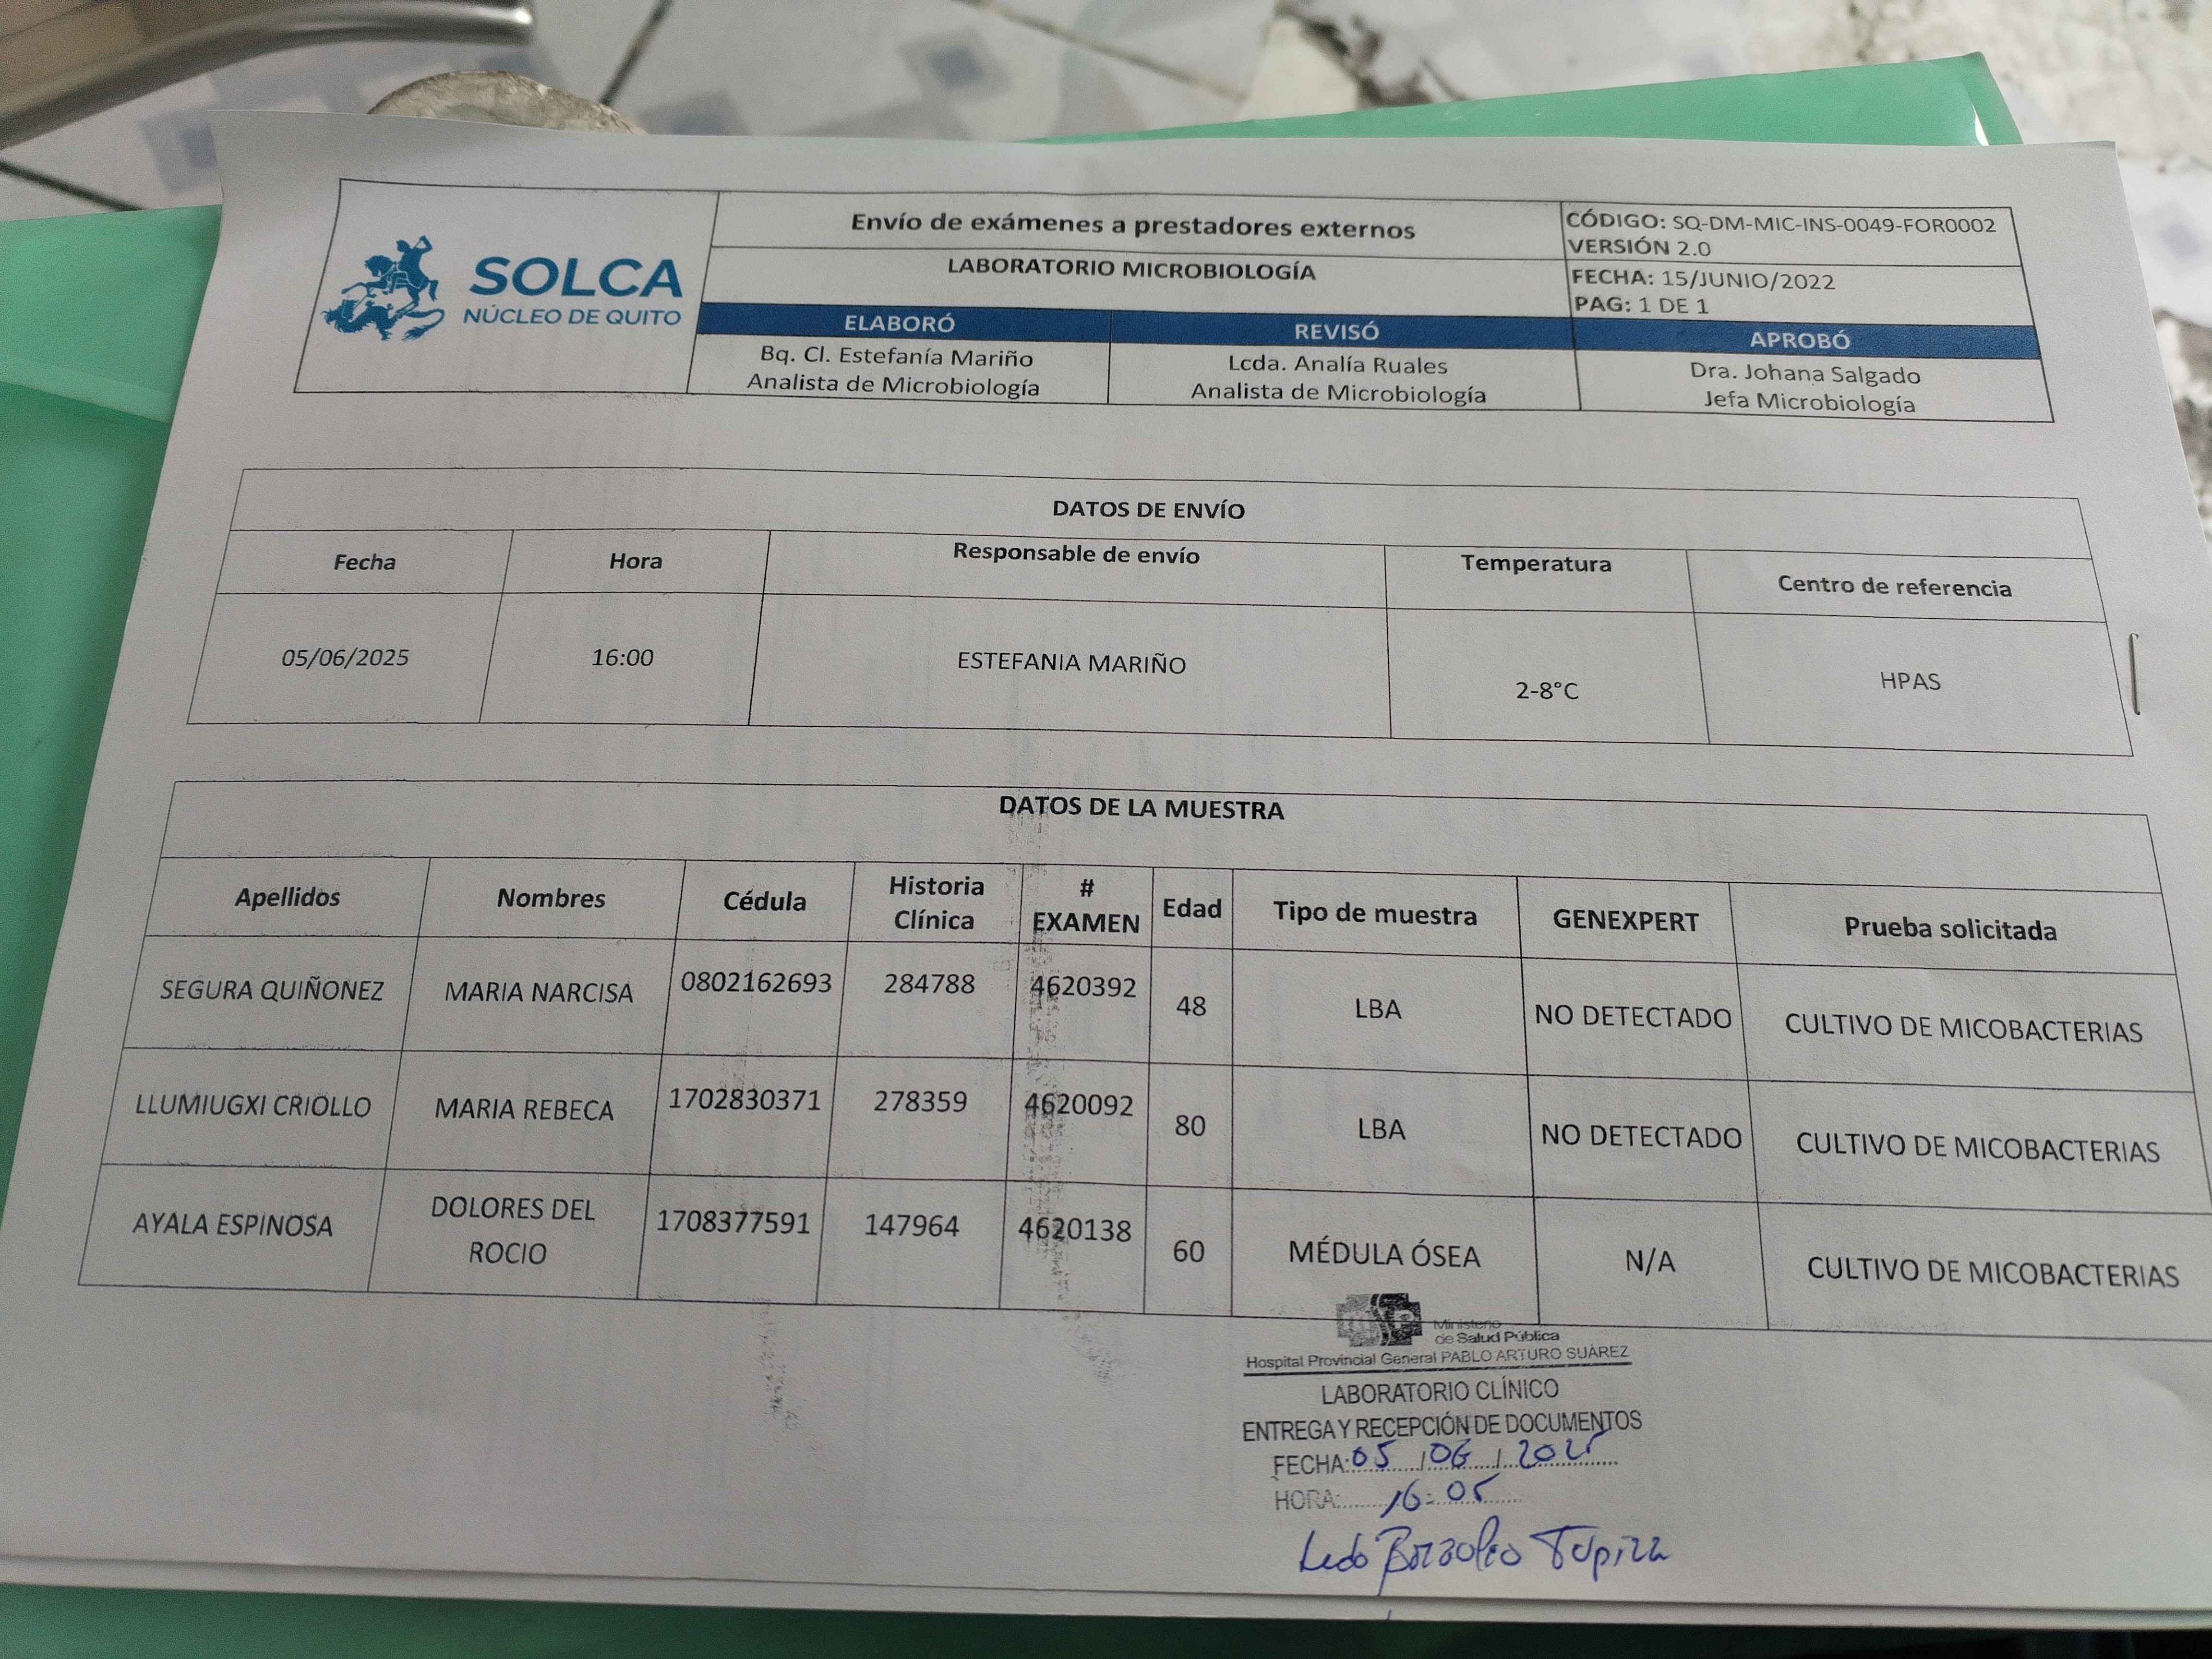 SOLCA
NÚCLEO DE QUITO
Envío de exámenes a prestadores externos
LABORATORIO MICROBIOLOGÍA
CÓDIGO: SQ-DM-MIC-INS-0049-FOR0002
VERSIÓN 2.0
FECHA: 15/JUNIO/2022
PAG: 1 DE 1
ELABORÓ REVISÓ APROBÓ
Bq. Cl. Estefanía Mariño Lcda. Analía Ruales Dra. Johana Salgado
Analista de Microbiología Analista de Microbiología Jefa Microbiología
DATOS DE ENVÍO
Fecha Hora Responsable de envío Temperatura Centro de referencia
05/06/2025 16:00 ESTEFANIA MARIÑO 2-8°C HPAS
DATOS DE LA MUESTRA
Apellidos Nombres Cédula Historia Clínica # EXAMEN Edad Tipo de muestra GENEXPERT Prueba solicitada
SEGURA QUIÑONEZ MARIA NARCISA 0802162693 284788 4620392 48 LBA NO DETECTADO CULTIVO DE MICOBACTERIAS
LLUMIUGXI CRIOLLO MARIA REBECA 1702830371 278359 4620092 80 LBA NO DETECTADO CULTIVO DE MICOBACTERIAS
AYALA ESPINOSA DOLORES DEL ROCIO 1708377591 147964 4620138 60 MÉDULA ÓSEA N/A CULTIVO DE MICOBACTERIAS
Ministerio
de Salud Pública
Hospital Provincial General PABLO ARTURO SUÁREZ
LABORATORIO CLÍNICO
ENTREGA Y RECEPCIÓN DE DOCUMENTOS
FECHA: 05 / 06 / 2025
HORA: 16:05